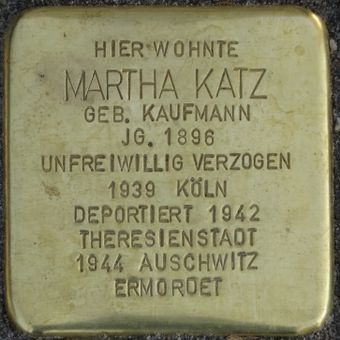 HIER WOHNTE
MARTHA KATZ
GEB. KAUFMANN
JG. 1896
UNFREIWILLIG VERZOGEN
1939 KÖLN
DEPORTIERT 1942
THERESIENSTADT
1944 AUSCHWITZ
ERMORDET